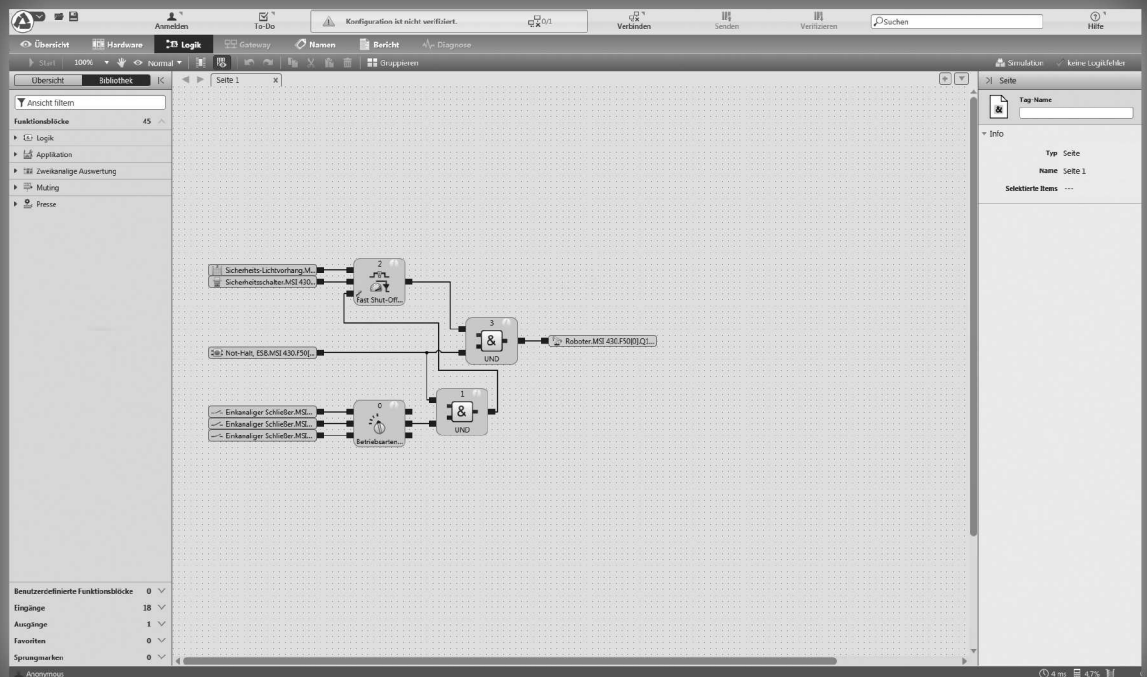 Anmelden
To-Do
Konfiguration ist nicht verifiziert.
0/1
Verbinden
Senden
Verifizieren
Suchen
Hilfe
Übersicht
Hardware
Logik
Gateway
Namen
Bericht
Diagnose
Start
100%
Normal
Gruppieren
Simulation
keine Logikfehler
Übersicht
Bibliothek
Seite 1
x
Seite
Ansicht filtern
Tag-Name
Funktionsblöcke 45
Logik
Applikation
Zweikanalige Auswertung
Muting
Presse
Info
Typ Seite
Name Seite 1
Selektierte Items ---
Sicherheits-Lichtvorhang.M...
Sicherheitsschalter.MSI 430...
2
Fast Shut-Off...
3
&
UND
Roboter.MSI 430.F50[0].Q1...
Not-Halt, ES8.MSI 430.F50[...
1
&
UND
Einkanaliger Schließer.MSI...
Einkanaliger Schließer.MSI...
Einkanaliger Schließer.MSI...
0
Betriebsarten...
Benutzerdefinierte Funktionsblöcke 0
Eingänge 18
Ausgänge 1
Favoriten 0
Sprungmarken 0
Anonymous
4 ms
4.7%